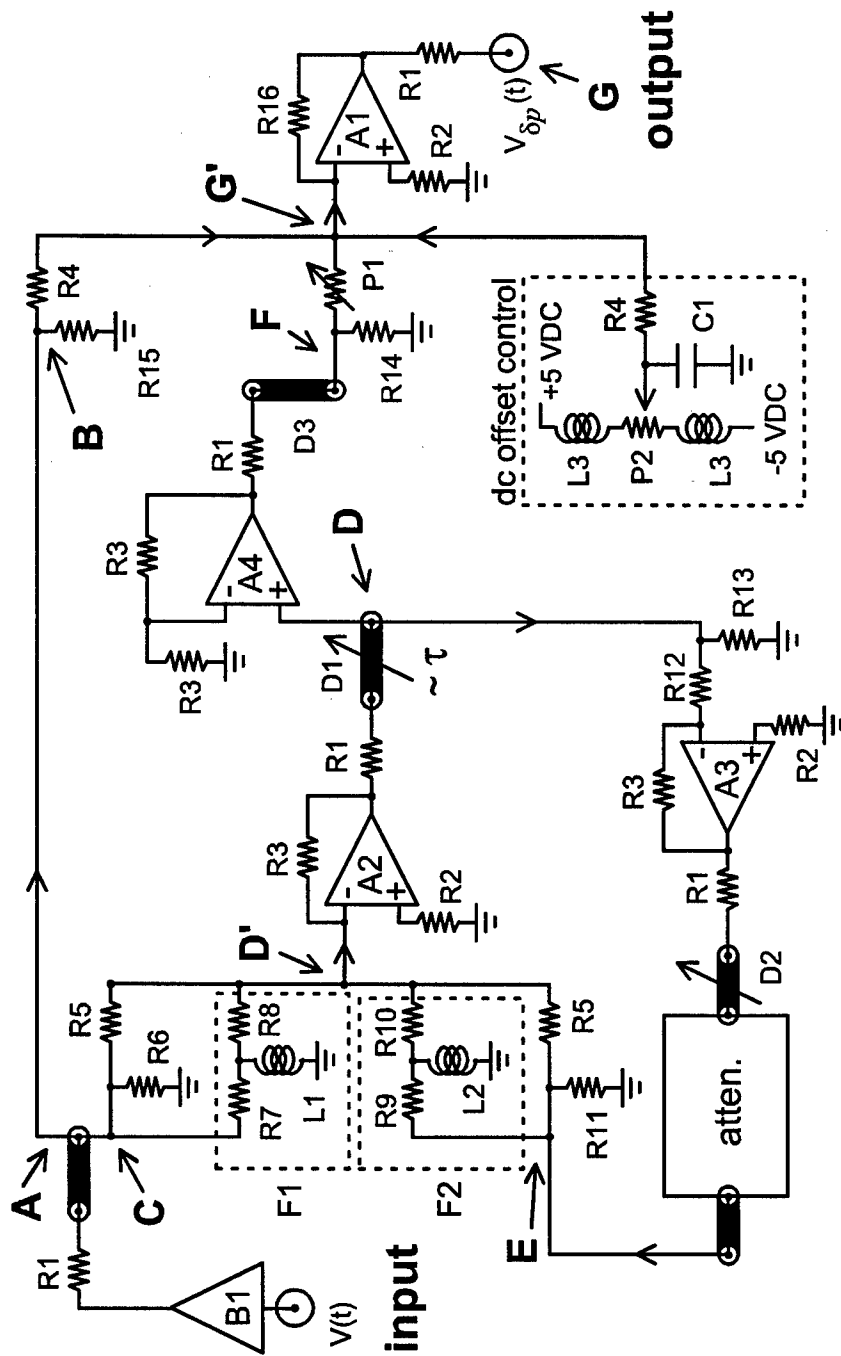 R16
A1
-
+
R2
R1
G
V_δp(t)
output
G'
R4
B
R15
F
P1
R14
D3
R1
R3
A4
-
+
R3
D
D1
~ τ
R1
dc offset control
+5 VDC
L3
P2
L3
-5 VDC
R4
C1
A
C
R1
B1
V(t)
input
R5
R6
D'
R3
A2
-
+
R2
F1
R7
R8
L1
F2
R9
R10
L2
E
R5
R11
R13
R12
R3
A3
-
+
R2
R1
D2
atten.